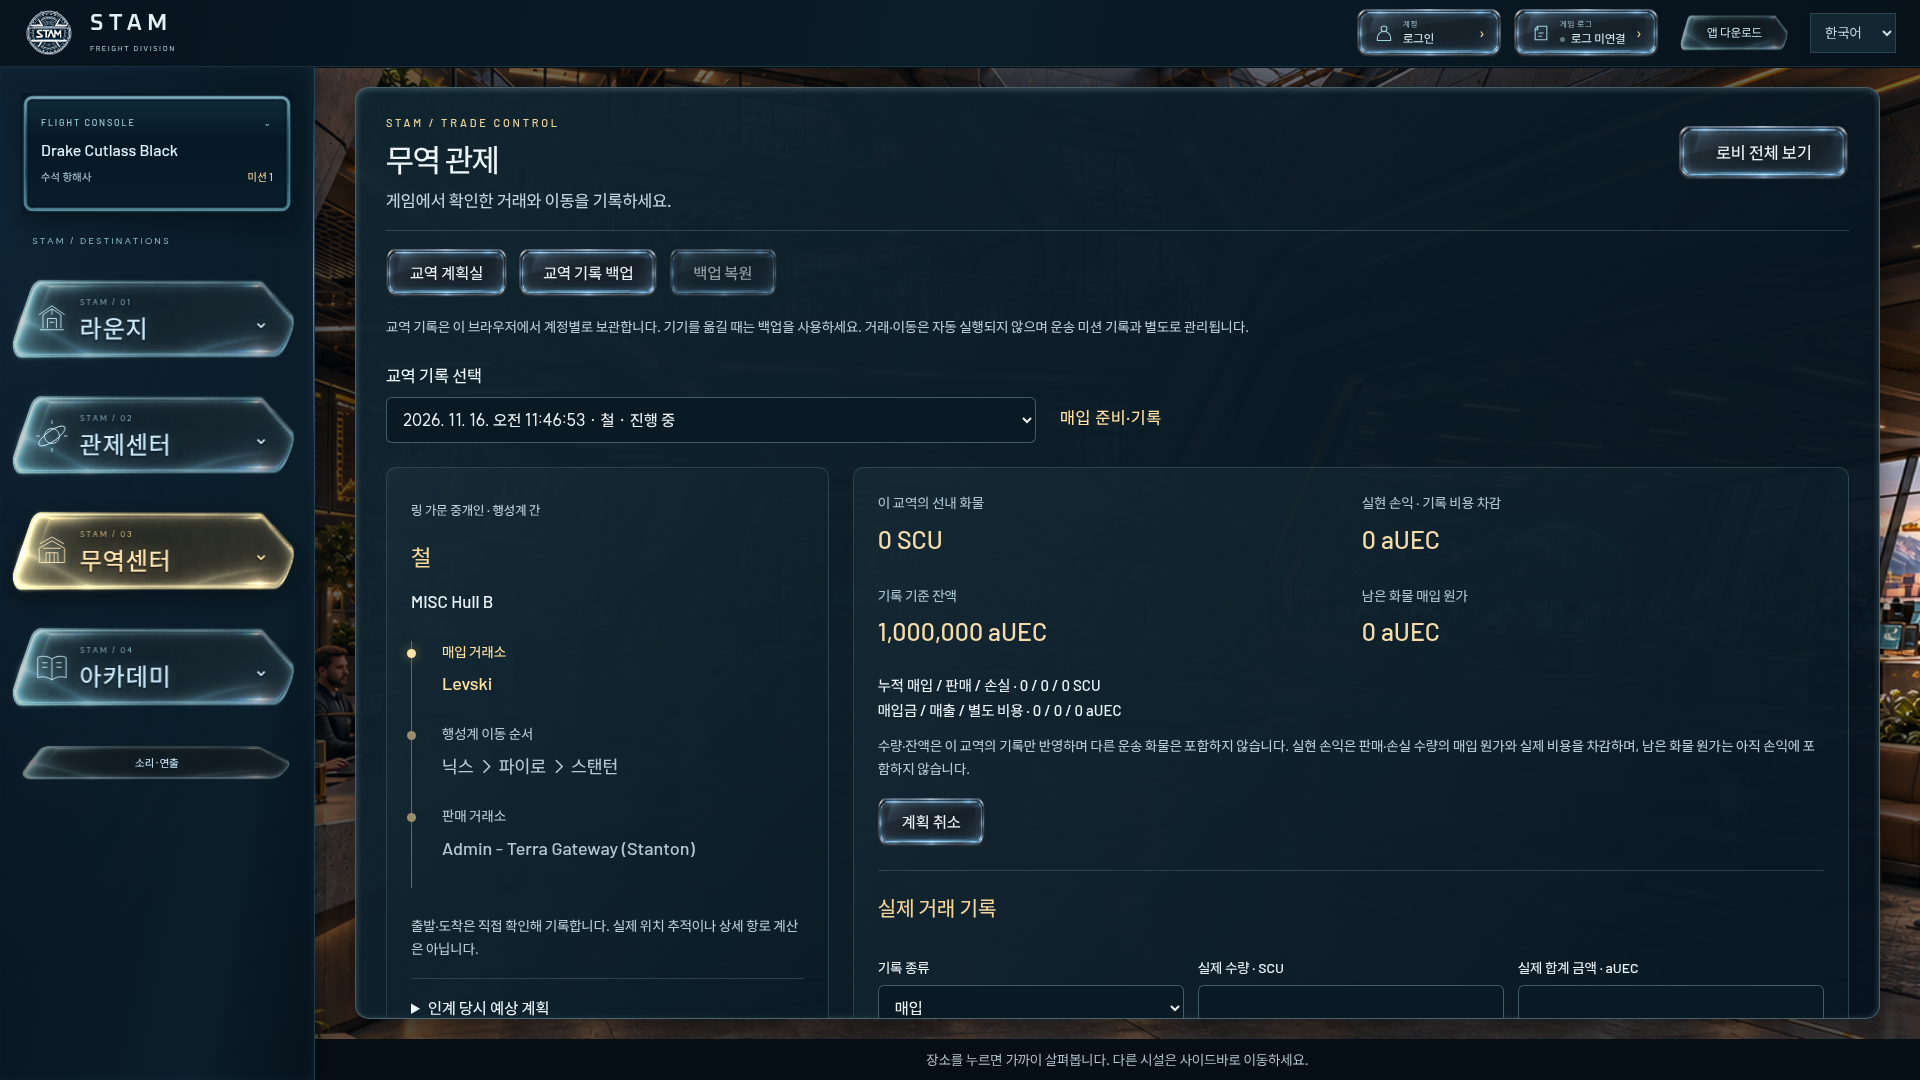 STAM
STAM
FREIGHT DIVISION
계정
로그인
게임 로그
로그 미연결
앱 다운로드
한국어
FLIGHT CONSOLE
Drake Cutlass Black
수석 항해사
미션 1
STAM / DESTINATIONS
STAM / 01
라운지
STAM / 02
관제센터
STAM / 03
무역센터
STAM / 04
아카데미
소리·연출
STAM / TRADE CONTROL
무역 관제
게임에서 확인한 거래와 이동을 기록하세요.
로비 전체 보기
교역 계획실
교역 기록 백업
백업 복원
교역 기록은 이 브라우저에서 계정별로 보관합니다. 기기를 옮길 때는 백업을 사용하세요. 거래·이동은 자동 실행되지 않으며 운송 미션 기록과 별도로 관리됩니다.
교역 기록 선택
2026. 11. 16. 오전 11:46:53 · 철 · 진행 중
매입 준비·기록
링 가문 중개인 · 행성계 간
철
MISC Hull B
매입 거래소
Levski
행성계 이동 순서
닉스 > 파이로 > 스탠턴
판매 거래소
Admin - Terra Gateway (Stanton)
출발·도착은 직접 확인해 기록합니다. 실제 위치 추적이나 상세 항로 계산
은 아닙니다.
▶ 인계 당시 예상 계획
이 교역의 선내 화물
0 SCU
실현 손익 · 기록 비용 차감
0 aUEC
기록 기준 잔액
1,000,000 aUEC
남은 화물 매입 원가
0 aUEC
누적 매입 / 판매 / 손실 · 0 / 0 / 0 SCU
매입금 / 매출 / 별도 비용 · 0 / 0 / 0 aUEC
수량·잔액은 이 교역의 기록만 반영하며 다른 운송 화물은 포함하지 않습니다. 실현 손익은 판매·손실 수량의 매입 원가와 실제 비용을 차감하며, 남은 화물 원가는 아직 손익에 포
함하지 않습니다.
계획 취소
실제 거래 기록
기록 종류
매입
실제 수량 · SCU
실제 합계 금액 · aUEC
장소를 누르면 가까이 살펴봅니다. 다른 시설은 사이드바로 이동하세요.